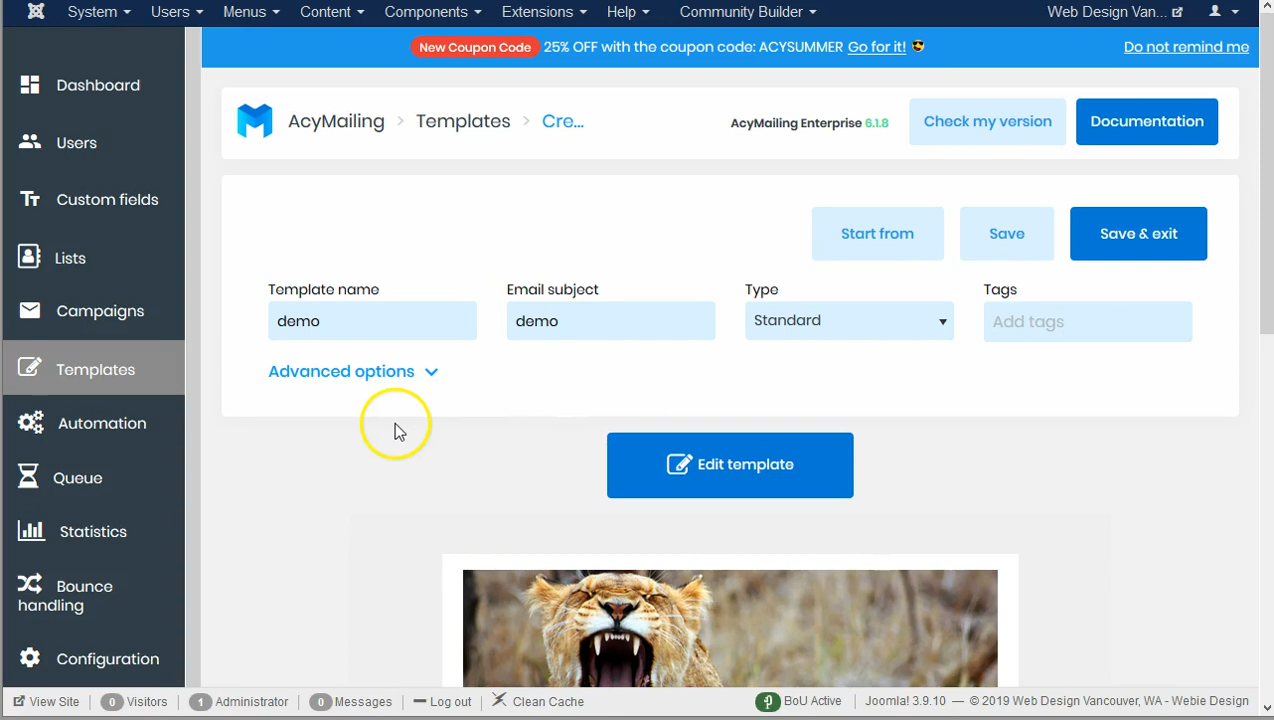 System Users Menus Content Components Extensions Help Community Builder Web Design Van...
New Coupon Code 25% OFF with the coupon code: ACYSUMMER Go for it! 😎 Do not remind me
Dashboard
Users
Custom fields
Lists
Campaigns
Templates
Automation
Queue
Statistics
Bounce
handling
Configuration
AcyMailing > Templates > Cre... AcyMailing Enterprise 6.1.8 Check my version Documentation
Start from Save Save & exit
Template name Email subject Type Tags
demo demo Standard Add tags
Advanced options
Edit template
View Site 0 Visitors 1 Administrator 0 Messages Log out Clean Cache BoU Active Joomla! 3.9.10 — © 2019 Web Design Vancouver, WA - Webie Design